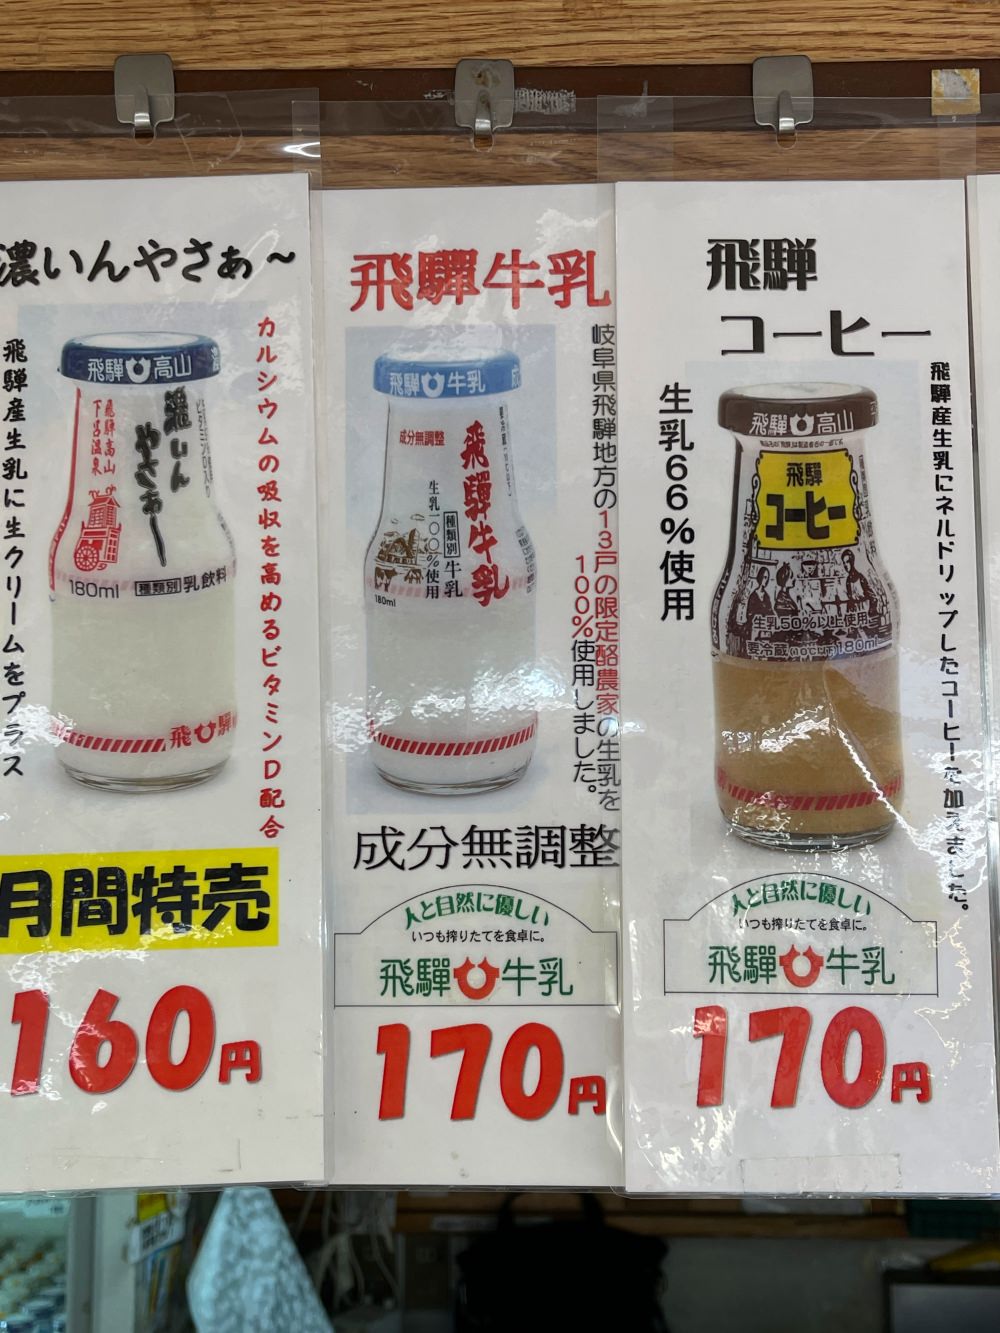 濃いんやさぁ～
飛騨産生乳に生クリームをプラス
カルシウムの吸収を高めるビタミンD配合
飛騨 高山
濃いんやさぁ～
飛騨高山
下呂温泉
180ml 種類別 乳飲料
飛騨
月間特売
160円
飛驒牛乳
岐阜県飛騨地方の13戸の限定酪農家の生乳を
100%使用しました。
飛騨 牛乳
成分無調整
飛驒牛乳
種類別 牛乳
生乳一〇〇％使用
180ml
成分無調整
人と自然に優しい
いつも搾りたてを食卓に。
飛驒牛乳
170円
飛騨
コーヒー
生乳66%使用
飛騨産生乳にネルドリップしたコーヒーを加えました。
飛騨 高山
飛騨
コーヒー
生乳50%以上使用
要冷蔵(10℃以下)180ml
人と自然に優しい
いつも搾りたてを食卓に。
飛驒牛乳
170円